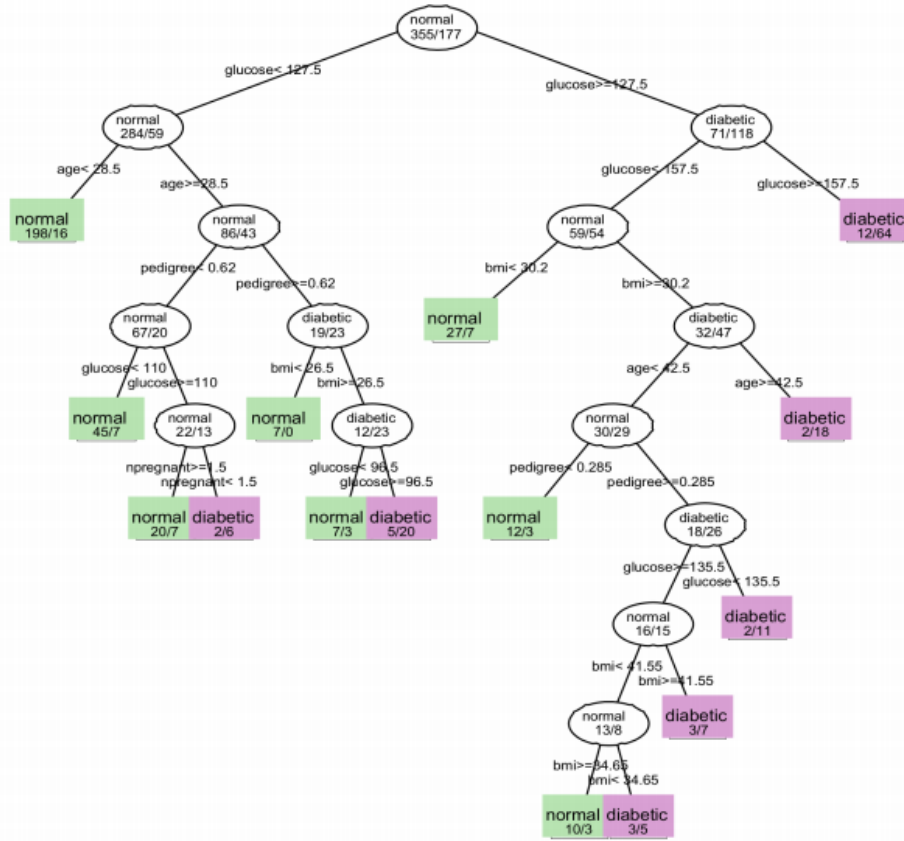 normal
355/177
glucose< 127.5
glucose>=127.5
normal
284/59
diabetic
71/118
age< 28.5
age>=28.5
glucose< 157.5
glucose>=157.5
normal
198/16
normal
86/43
normal
59/54
diabetic
12/64
pedigree< 0.62
pedigree>=0.62
bmi< 30.2
bmi>=30.2
normal
67/20
diabetic
19/23
normal
27/7
diabetic
32/47
glucose< 110
glucose>=110
bmi< 26.5
bmi>=26.5
age< 42.5
age>=42.5
normal
45/7
normal
22/13
normal
7/0
diabetic
12/23
normal
30/29
diabetic
2/18
npregnant>=1.5
npregnant< 1.5
glucose< 96.5
glucose>=96.5
pedigree< 0.285
pedigree>=0.285
normal
20/7
diabetic
2/6
normal
7/3
diabetic
5/20
normal
12/3
diabetic
18/26
glucose>=135.5
glucose< 135.5
normal
16/15
diabetic
2/11
bmi< 41.55
bmi>=41.55
normal
13/8
diabetic
3/7
bmi>=34.65
bmi< 34.65
normal
10/3
diabetic
3/5